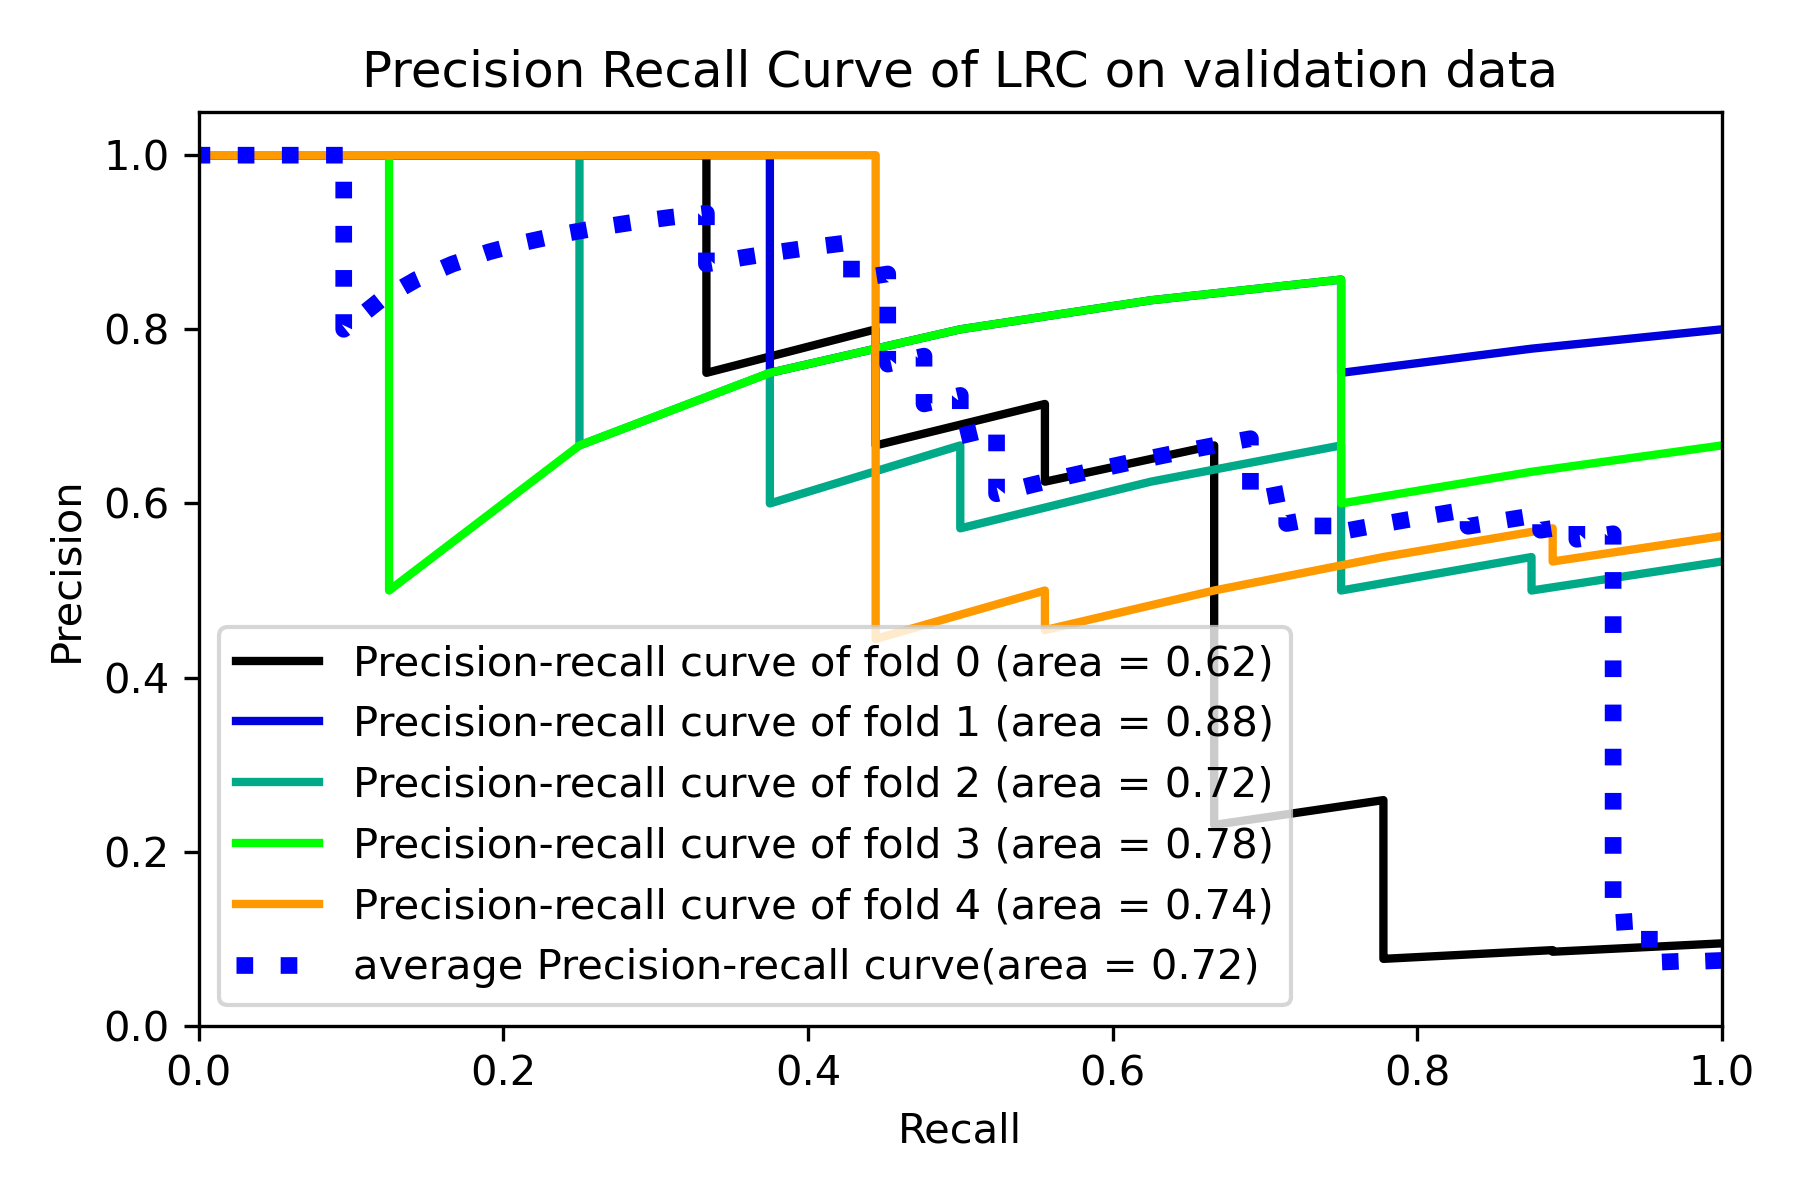 Precision Recall Curve of LRC on validation data
1.0
0.8
0.6
0.4
0.2
0.0
Precision
Precision-recall curve of fold 0 (area = 0.62)
Precision-recall curve of fold 1 (area = 0.88)
Precision-recall curve of fold 2 (area = 0.72)
Precision-recall curve of fold 3 (area = 0.78)
Precision-recall curve of fold 4 (area = 0.74)
average Precision-recall curve(area = 0.72)
0.0 0.2 0.4 0.6 0.8 1.0
Recall